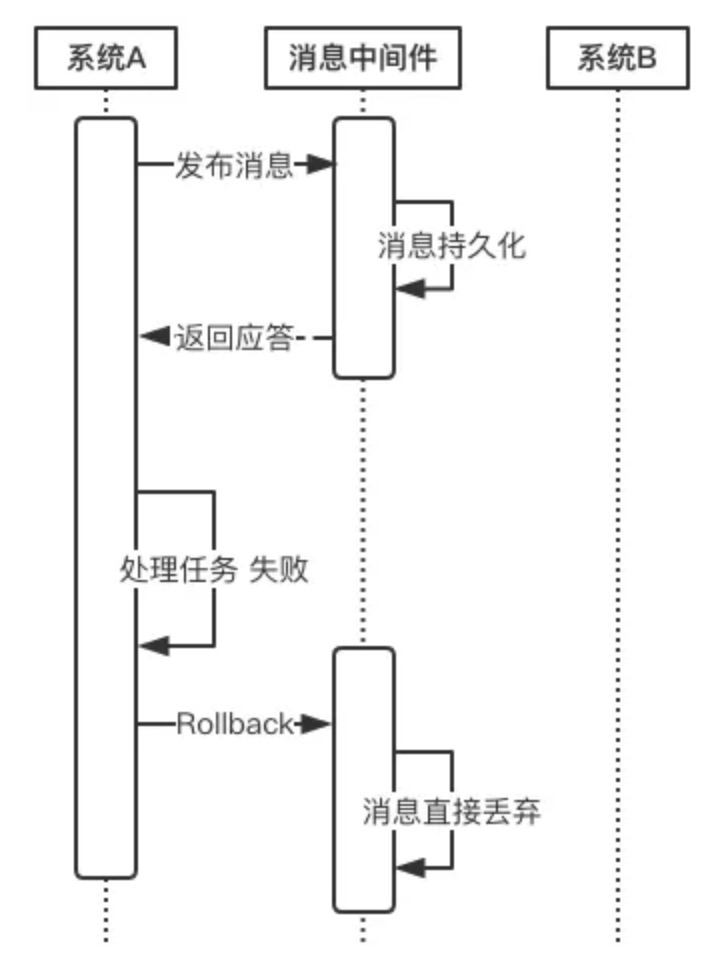 系统A
消息中间件
系统B
发布消息
消息持久化
返回应答
处理任务 失败
Rollback
消息直接丢弃